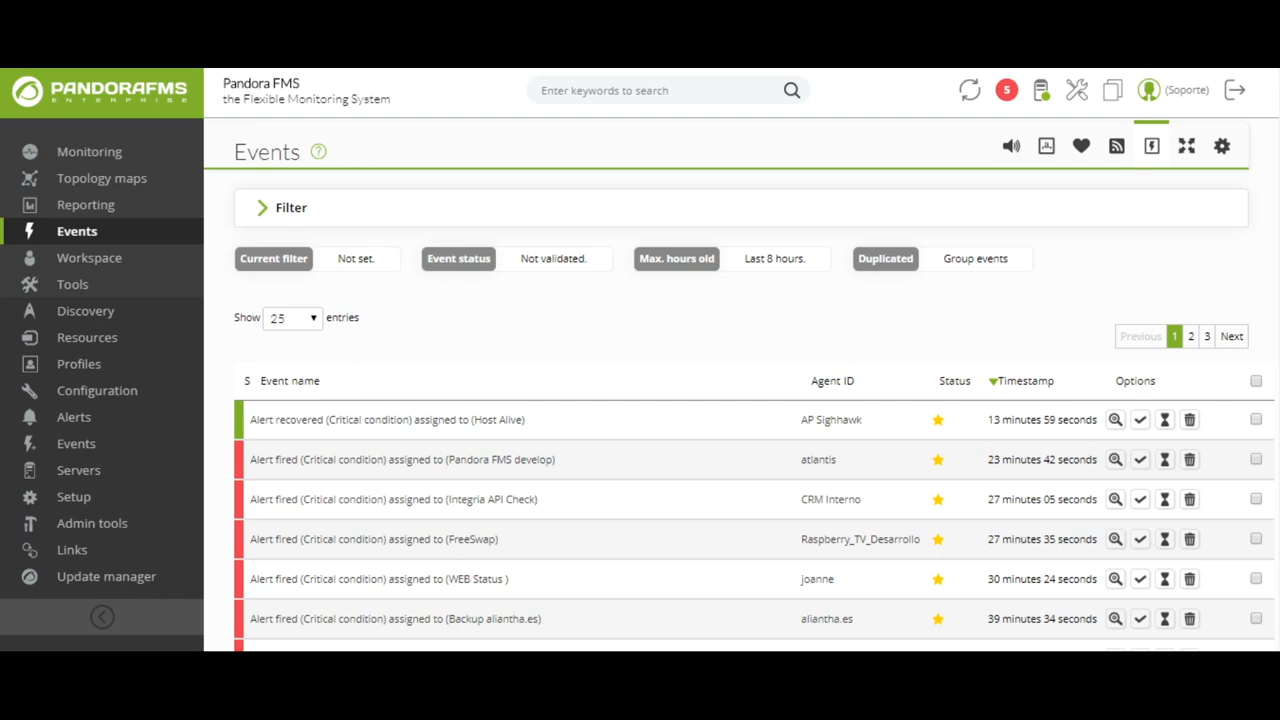 PANDORAFMS
ENTERPRISE
Pandora FMS
the Flexible Monitoring System
Enter keywords to search
5
(Soporte)
Monitoring
Topology maps
Reporting
Events
Workspace
Tools
Discovery
Resources
Profiles
Configuration
Alerts
Events
Servers
Setup
Admin tools
Links
Update manager
Events ?
Filter
Current filter Not set. Event status Not validated. Max. hours old Last 8 hours. Duplicated Group events
Show 25 entries
Previous 1 2 3 Next
S Event name Agent ID Status Timestamp Options
Alert recovered (Critical condition) assigned to (Host Alive) AP Sighhawk 13 minutes 59 seconds
Alert fired (Critical condition) assigned to (Pandora FMS develop) atlantis 23 minutes 42 seconds
Alert fired (Critical condition) assigned to (Integria API Check) CRM Interno 27 minutes 05 seconds
Alert fired (Critical condition) assigned to (FreeSwap) Raspberry_TV_Desarrollo 27 minutes 35 seconds
Alert fired (Critical condition) assigned to (WEB Status ) joanne 30 minutes 24 seconds
Alert fired (Critical condition) assigned to (Backup aliantha.es) aliantha.es 39 minutes 34 seconds